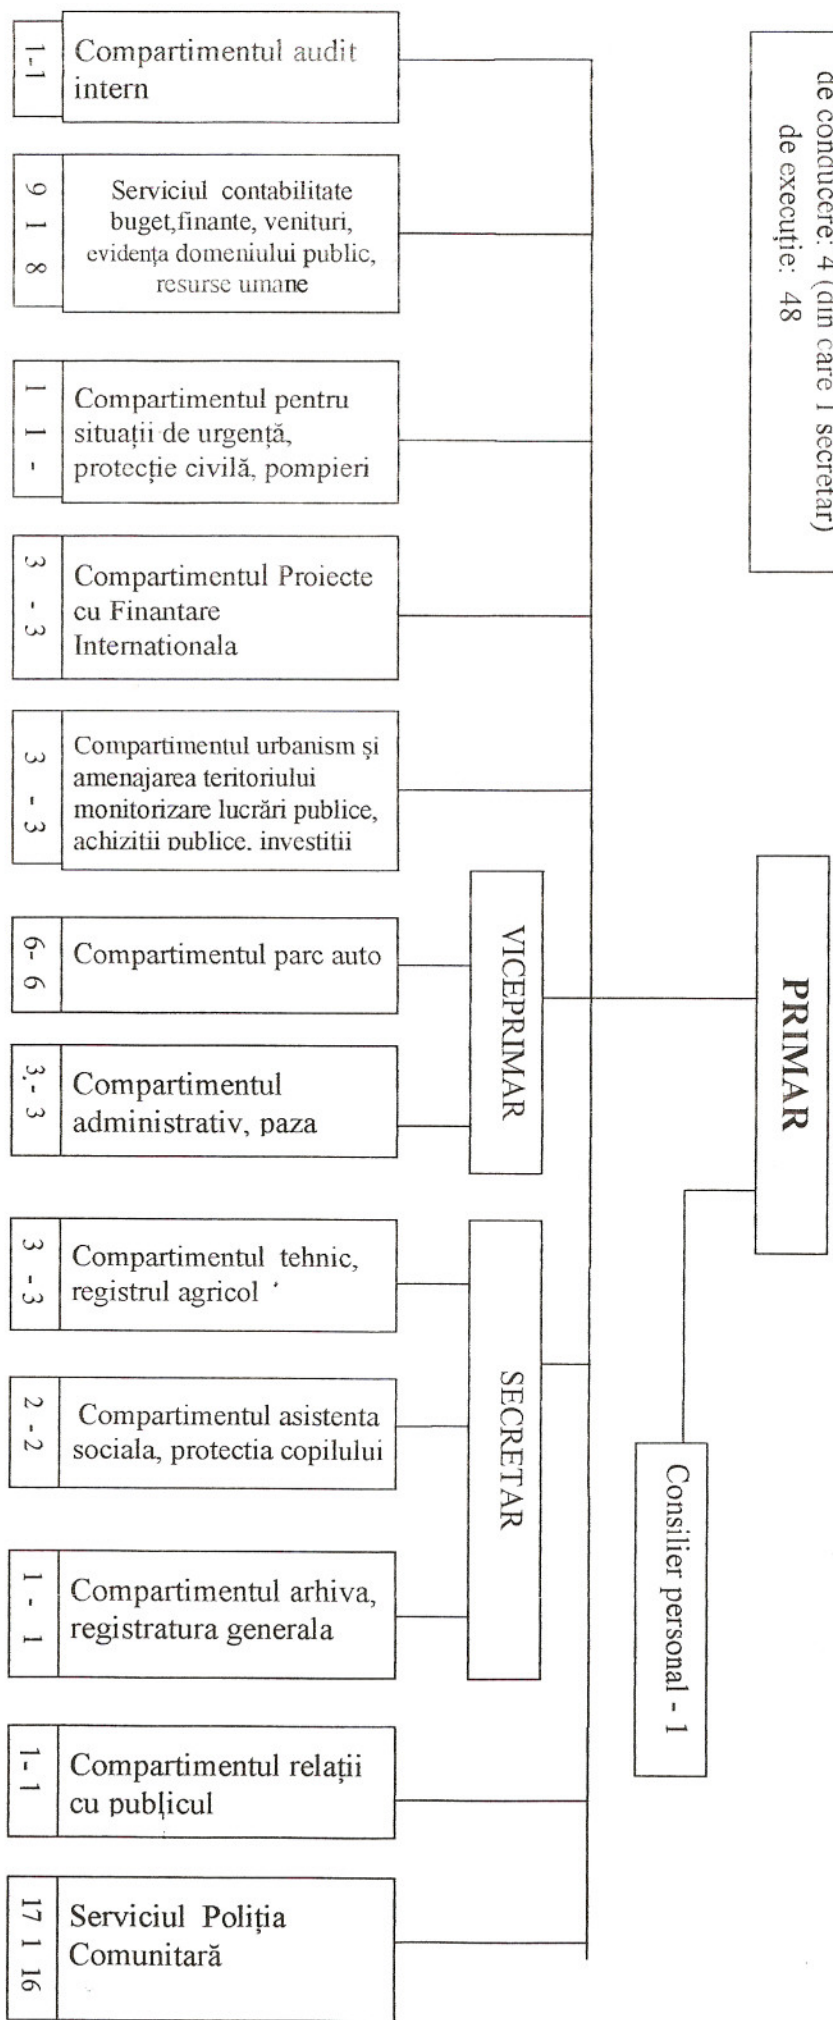 de conducere: 4 (din care 1 secretar)
de execuție: 48
PRIMAR
Consilier personal - 1
VICEPRIMAR
SECRETAR
Compartimentul audit
intern
1-1
Serviciul contabilitate
buget,finante, venituri,
evidența domeniului public,
resurse umane
9 1 8
Compartimentul pentru
situații de urgență,
protecție civilă, pompieri
1 1 -
Compartimentul Proiecte
cu Finantare
Internationala
3 - 3
Compartimentul urbanism și
amenajarea teritoriului
monitorizare lucrări publice,
achiziții publice, investiții
3 - 3
Compartimentul parc auto
6- 6
Compartimentul
administrativ, paza
3,- 3
Compartimentul tehnic,
registrul agricol
3 - 3
Compartimentul asistenta
sociala, protectia copilului
2 - 2
Compartimentul arhiva,
registratura generala
1 - 1
Compartimentul relații
cu publicul
1- 1
Serviciul Poliția
Comunitară
17 1 16